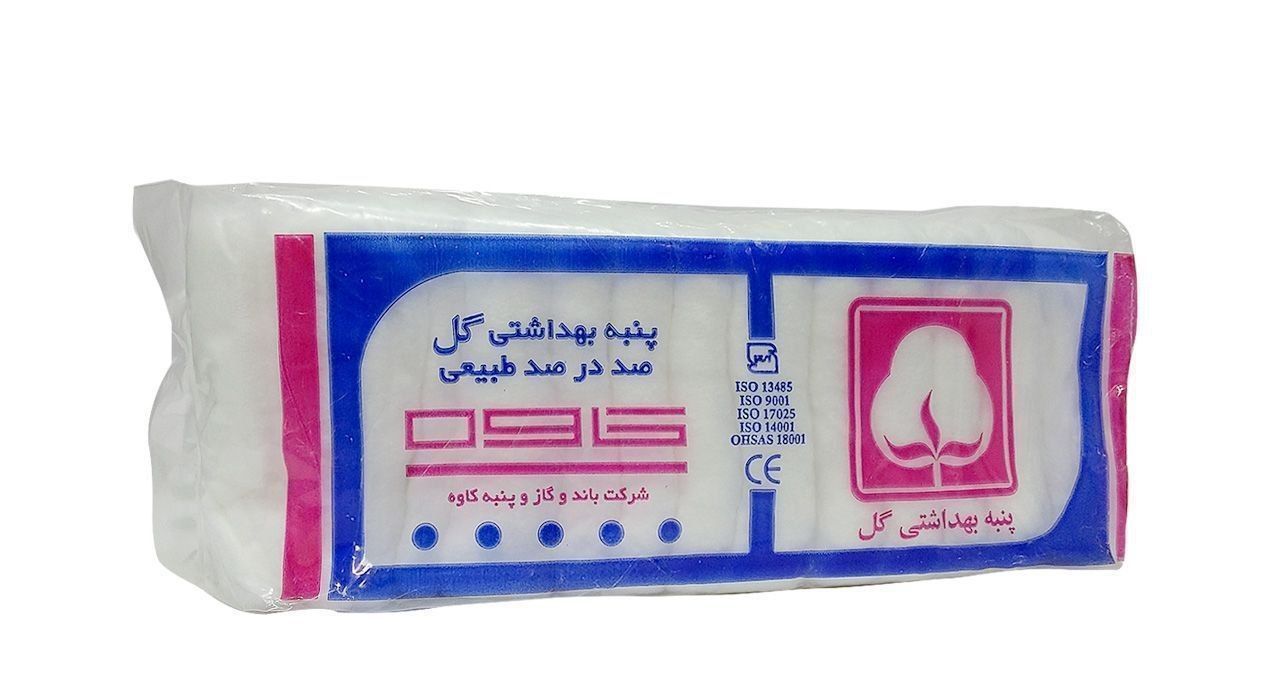 پنبه بهداشتی گل
صد در صد طبیعی
کاوه
شرکت باند و گاز و پنبه کاوه
ISO 13485
ISO 9001
ISO 17025
ISO 14001
OHSAS 18001
CE
پنبه بهداشتی گل